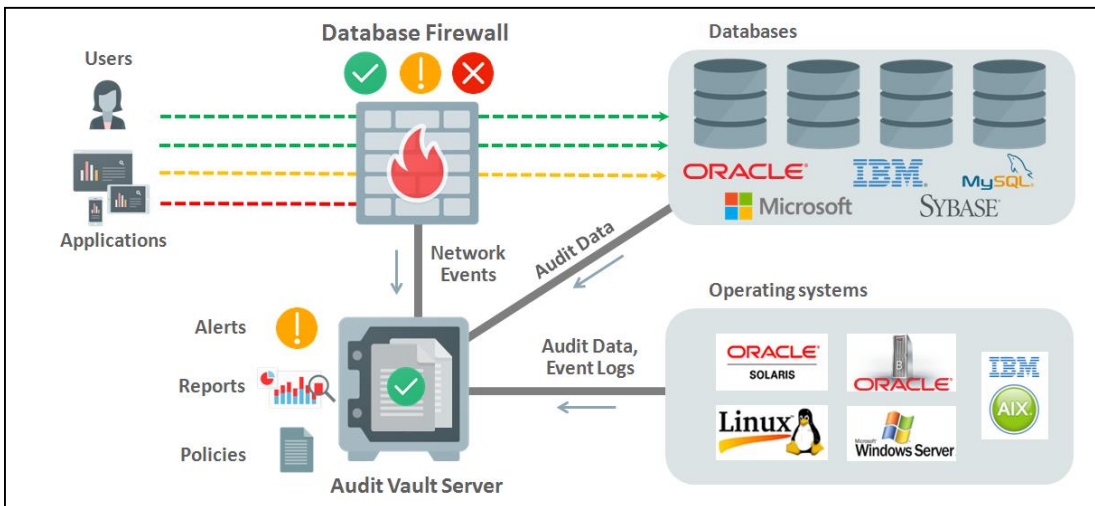 Users
Database Firewall
Databases
ORACLE®
IBM®
MySQL®
Microsoft
SYBASE®
Applications
Network
Events
Audit Data
Operating systems
Alerts
Reports
Policies
Audit Data,
Event Logs
ORACLE®
SOLARIS
B
ORACLE®
IBM
AIX
Linux
Microsoft
Windows Server
Audit Vault Server